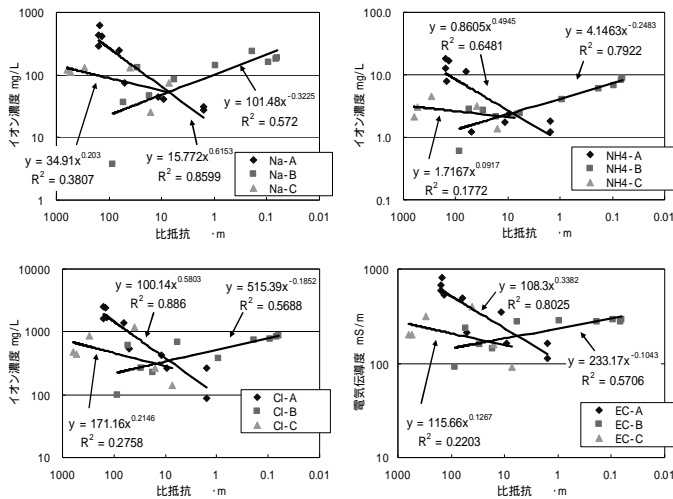 イオン濃度 mg/L
1000
100
10
1
1000
100
10
1
0.1
0.01
比抵抗 ・m
y = 101.48x^-0.3225
R² = 0.572
y = 34.91x^0.203
R² = 0.3807
y = 15.772x^0.6153
R² = 0.8599
Na-A
Na-B
Na-C
イオン濃度 mg/L
100.0
10.0
1.0
0.1
1000
100
10
1
0.1
0.01
比抵抗 ・m
y = 0.8605x^0.4945
R² = 0.6481
y = 4.1463x^-0.2483
R² = 0.7922
y = 1.7167x^0.0917
R² = 0.1772
NH4-A
NH4-B
NH4-C
イオン濃度 mg/L
10000
1000
100
10
1000
100
10
1
0.1
0.01
比抵抗 ・m
y = 100.14x^0.5803
R² = 0.886
y = 515.39x^-0.1852
R² = 0.5688
y = 171.16x^0.2146
R² = 0.2758
Cl-A
Cl-B
Cl-C
電気伝導度 mS/m
1000
100
10
1000
100
10
1
0.1
0.01
比抵抗 ・m
y = 108.3x^0.3382
R² = 0.8025
y = 233.17x^-0.1043
R² = 0.5706
y = 115.66x^0.1267
R² = 0.2203
EC-A
EC-B
EC-C